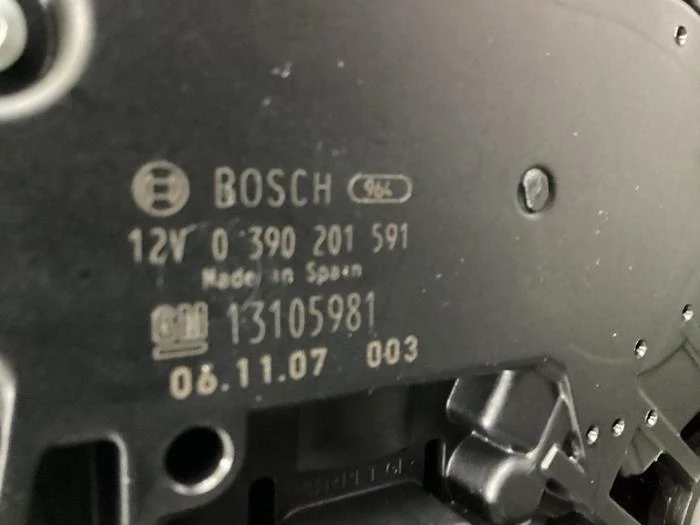 BOSCH 964
12V 0 390 201 591
Made in Spain
GM 13105981
06.11.07 003